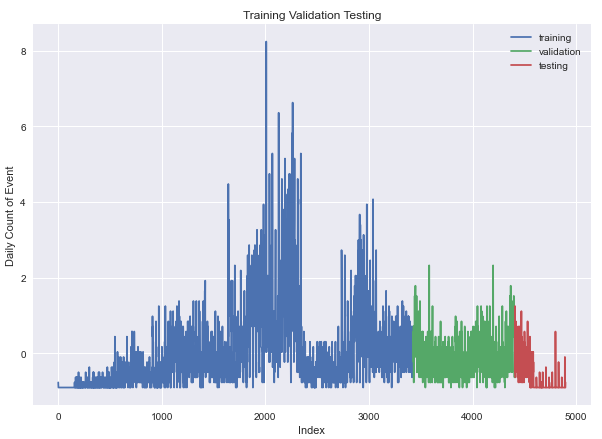 Training Validation Testing
training
validation
testing
Daily Count of Event
8
6
4
2
0
0
1000
2000
3000
4000
5000
Index